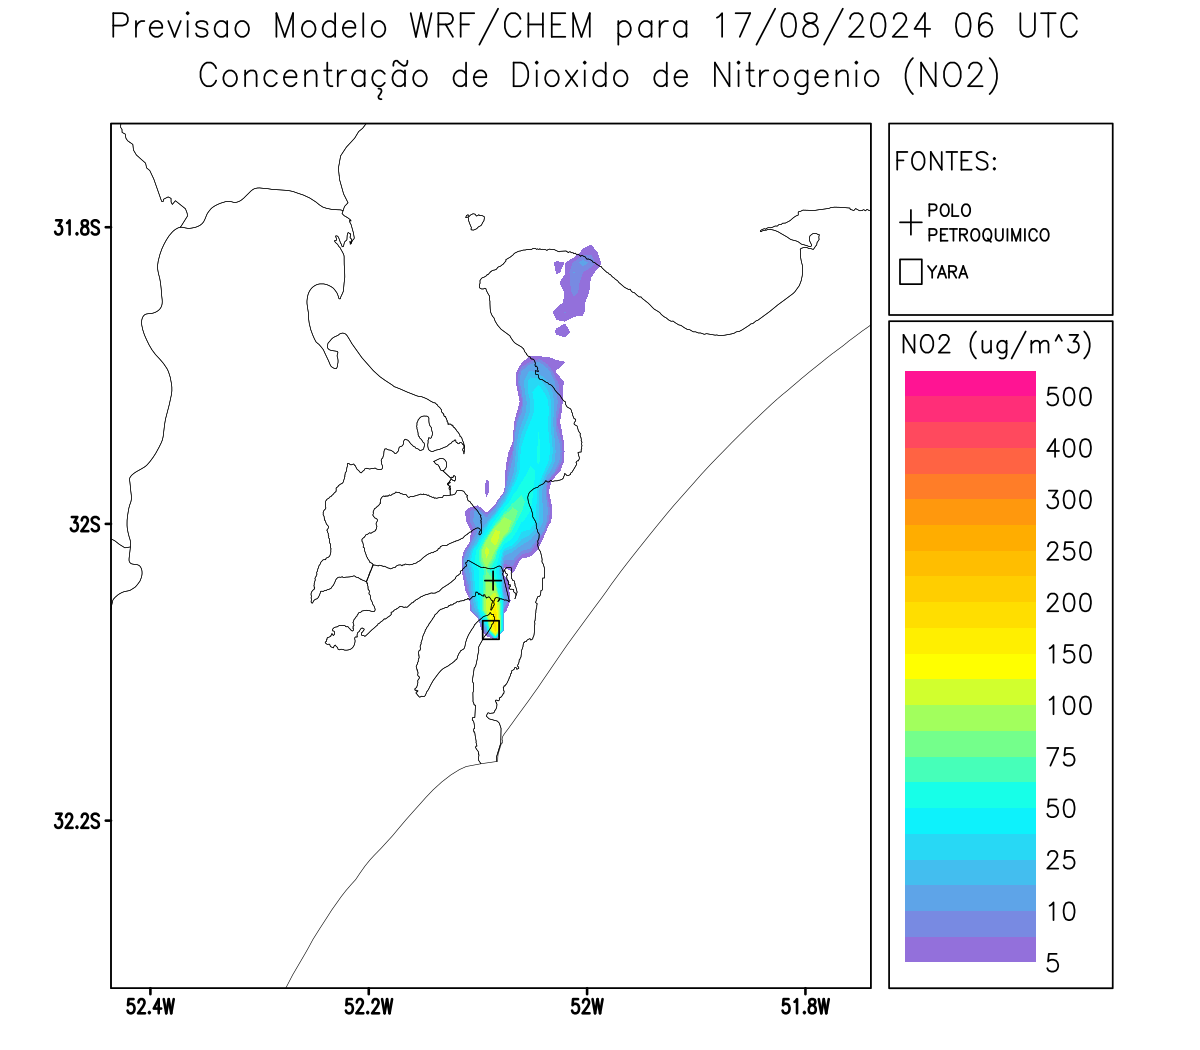 Previsao Modelo WRF/CHEM para 17/08/2024 06 UTC
Concentração de Dioxido de Nitrogenio (NO2)
FONTES:
POLO
PETROQUIMICO
YARA
NO2 (ug/m^3)
500
400
300
250
200
150
100
75
50
25
10
5
31.8S
32S
32.2S
52.4W
52.2W
52W
51.8W